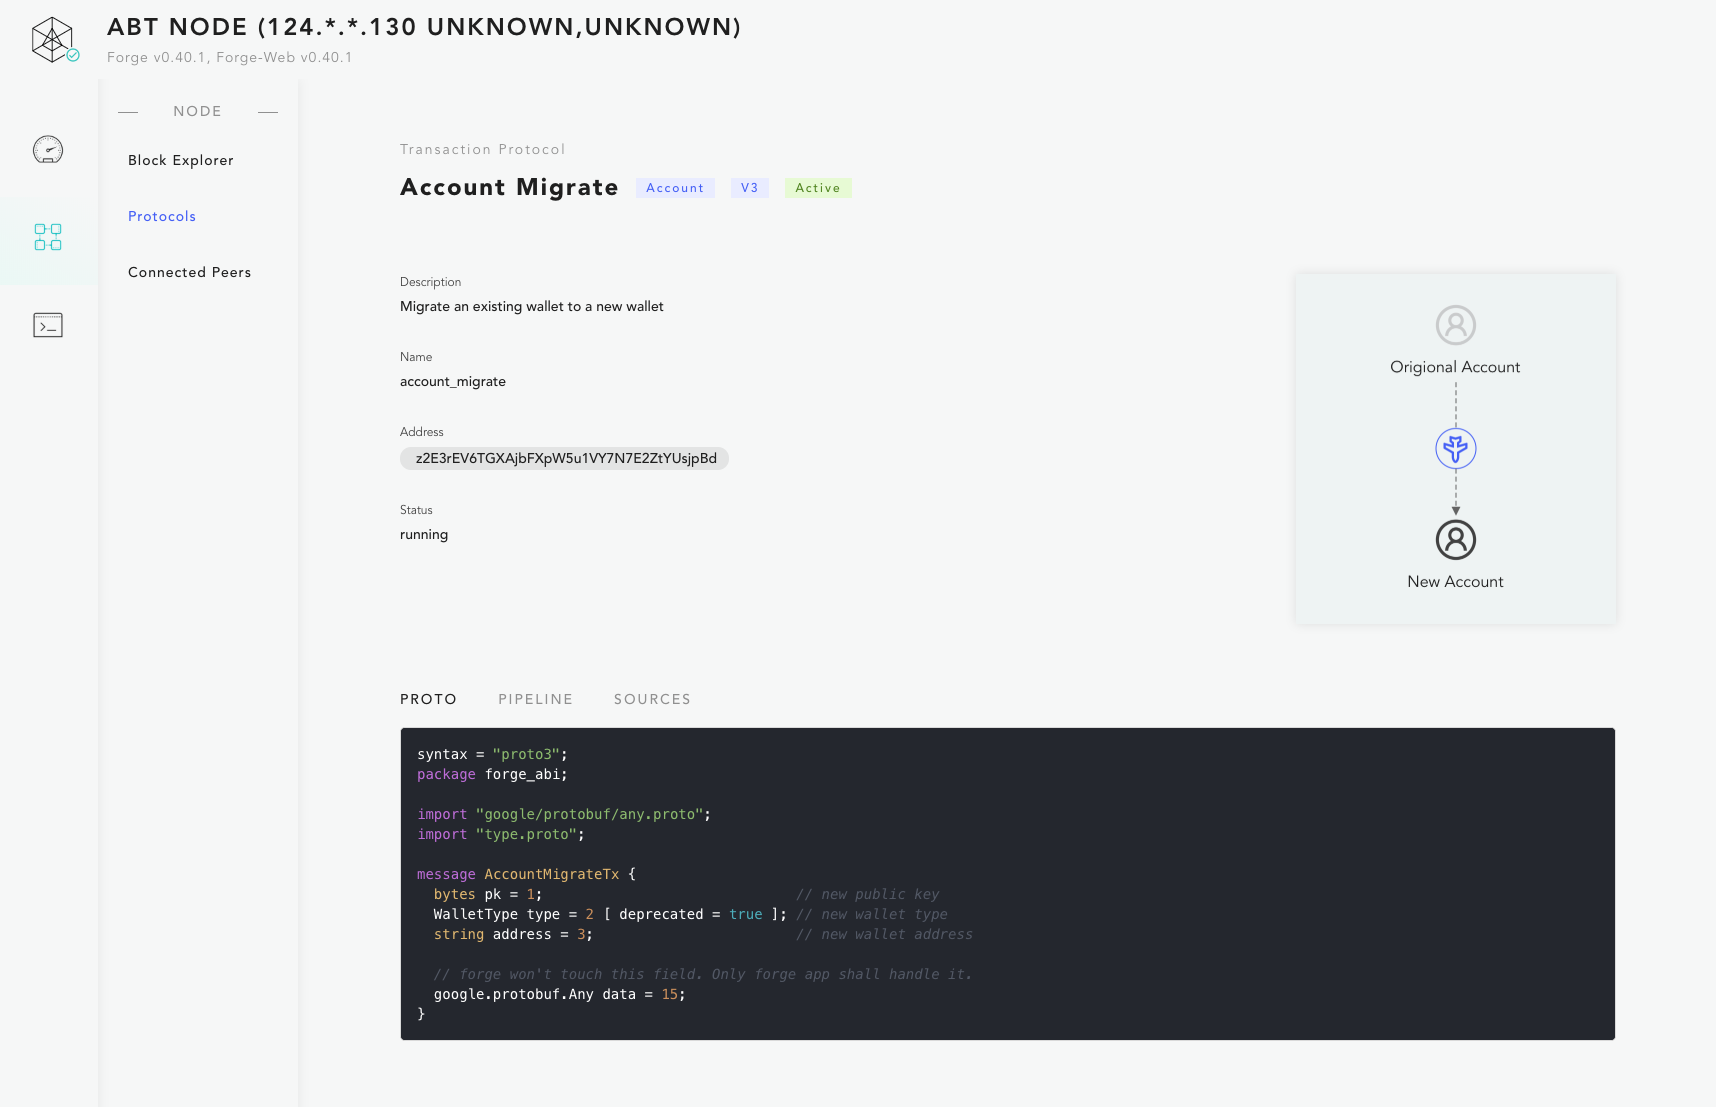 ABT NODE (124.*.*.130 UNKNOWN,UNKNOWN)
Forge v0.40.1, Forge-Web v0.40.1
NODE
Block Explorer
Protocols
Connected Peers
Transaction Protocol
Account Migrate Account V3 Active
Description
Migrate an existing wallet to a new wallet
Name
account_migrate
Address
z2E3rEV6TGXAjbFXpW5u1VY7N7E2ZtYUsjpBd
Status
running
Origional Account
New Account
PROTO PIPELINE SOURCES
syntax = "proto3";
package forge_abi;
import "google/protobuf/any.proto";
import "type.proto";
message AccountMigrateTx {
  bytes pk = 1;                              // new public key
  WalletType type = 2 [ deprecated = true ]; // new wallet type
  string address = 3;                        // new wallet address
  // forge won't touch this field. Only forge app shall handle it.
  google.protobuf.Any data = 15;
}